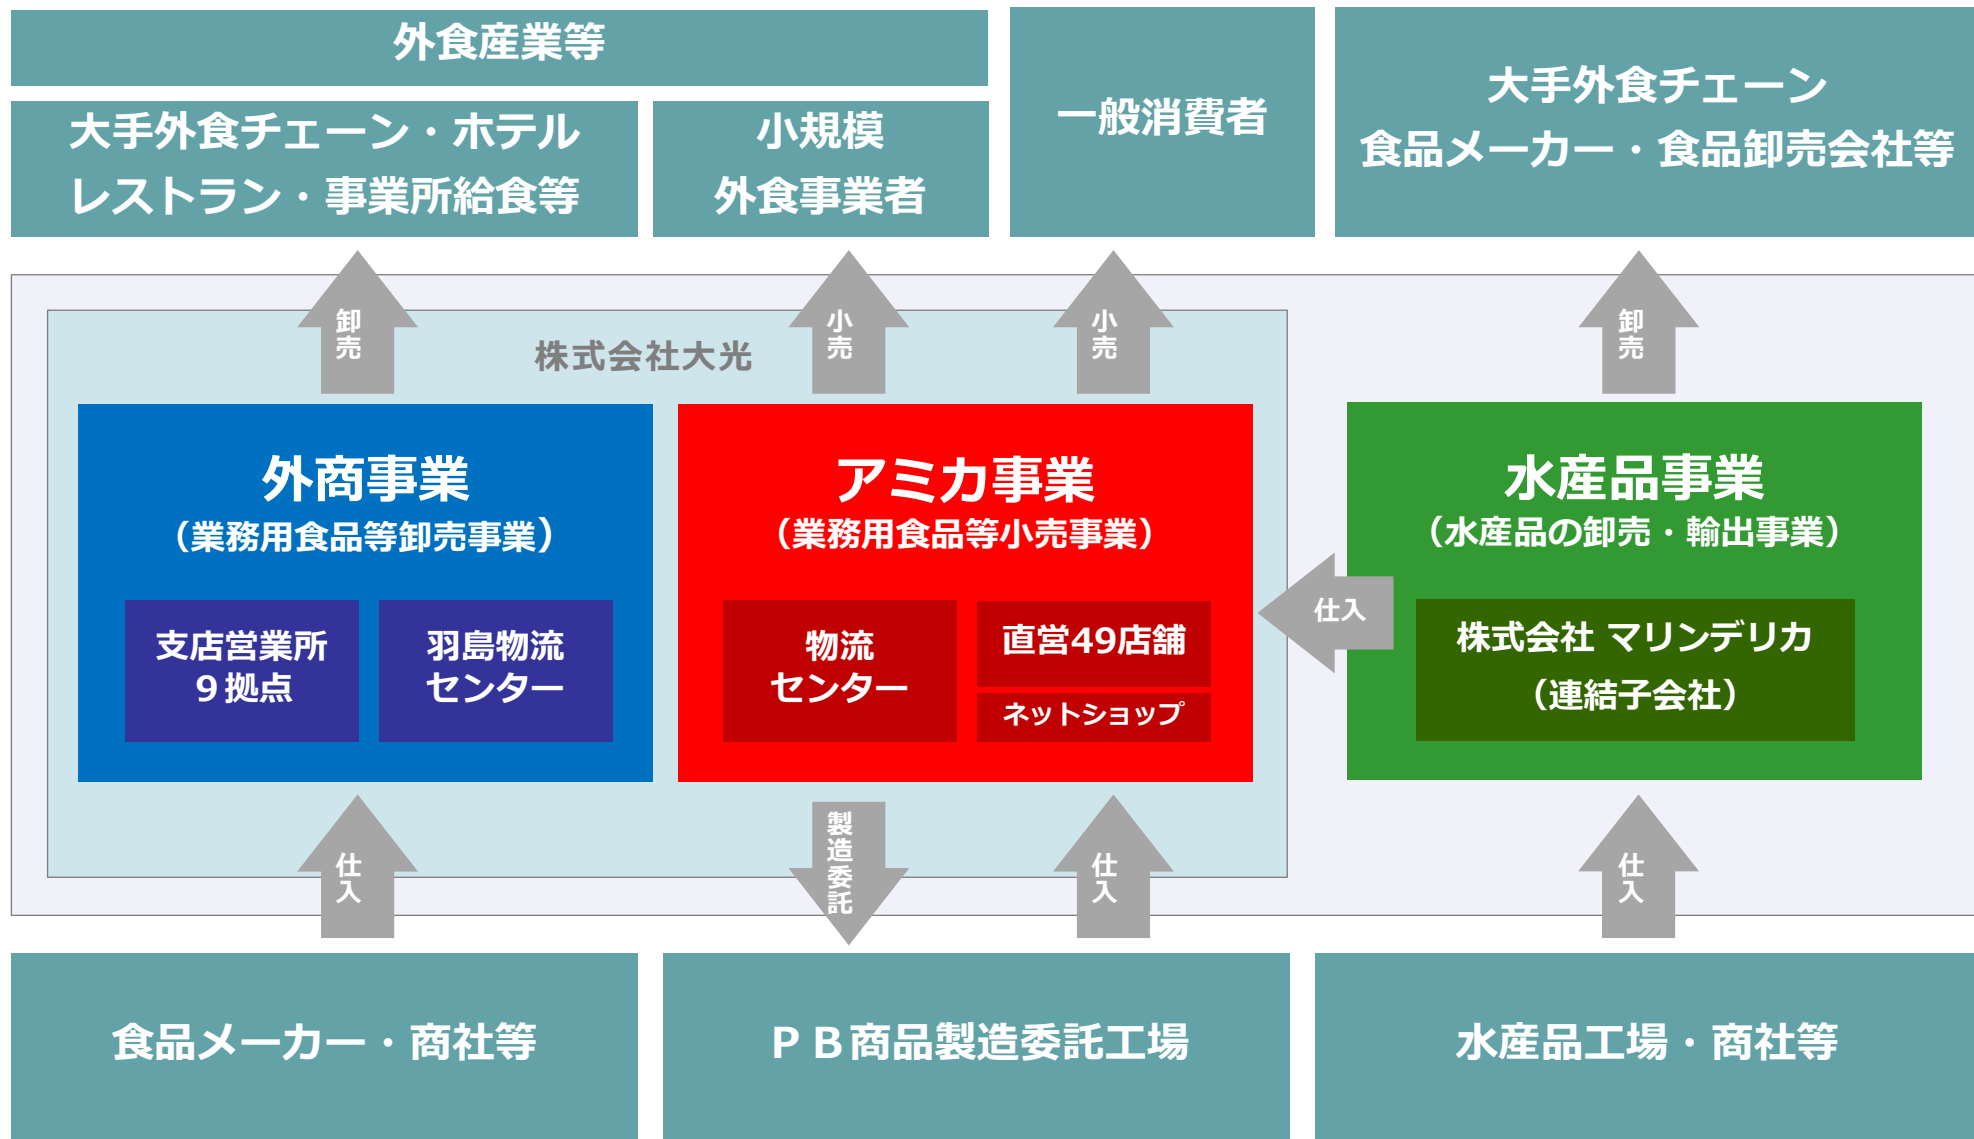 外食産業等
大手外食チェーン・ホテル
レストラン・事業所給食等
小規模
外食事業者
一般消費者
大手外食チェーン
食品メーカー・食品卸売会社等
卸売
小売
小売
卸売
株式会社大光
外商事業
（業務用食品等卸売事業）
支店営業所
９拠点
羽島物流
センター
アミカ事業
（業務用食品等小売事業）
物流
センター
直営49店舗
ネットショップ
仕入
水産品事業
（水産品の卸売・輸出事業）
株式会社 マリンデリカ
（連結子会社）
仕入
製造委託
仕入
仕入
食品メーカー・商社等
ＰＢ商品製造委託工場
水産品工場・商社等